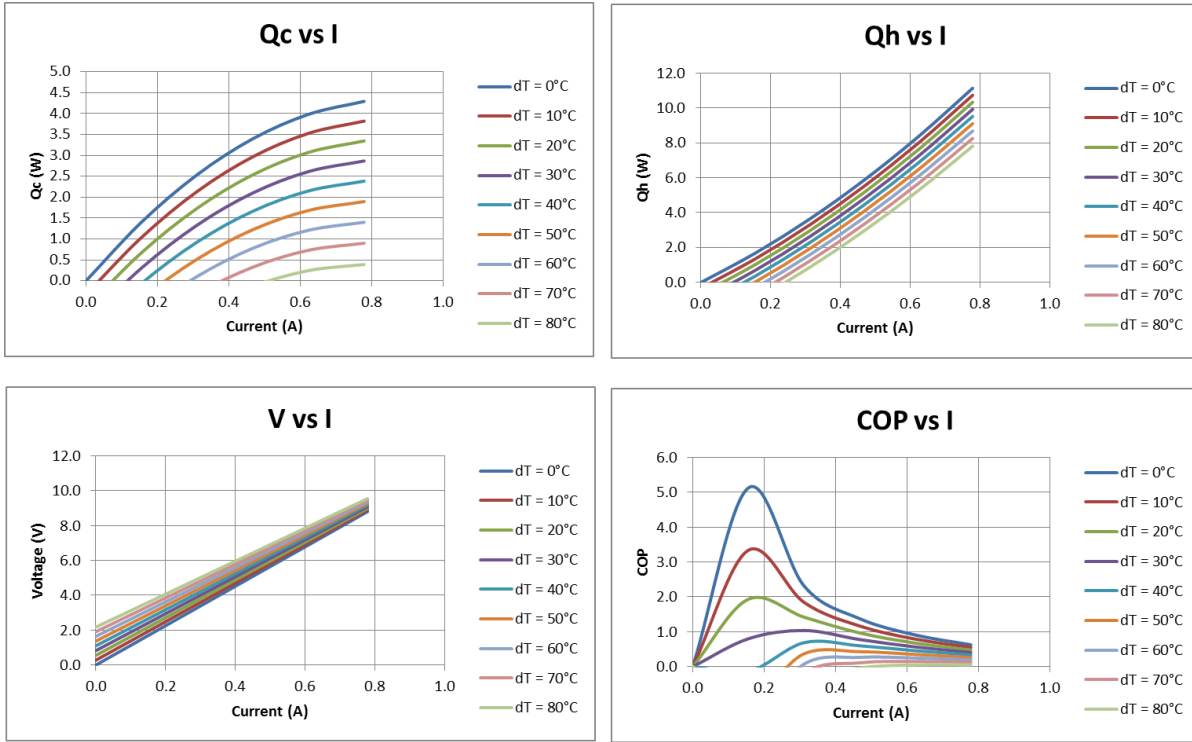 Qc vs I
5.0
4.5
4.0
3.5
3.0
2.5
2.0
1.5
1.0
0.5
0.0
Qc (W)
0.0 0.2 0.4 0.6 0.8 1.0
Current (A)
dT = 0°C
dT = 10°C
dT = 20°C
dT = 30°C
dT = 40°C
dT = 50°C
dT = 60°C
dT = 70°C
dT = 80°C
Qh vs I
12.0
10.0
8.0
6.0
4.0
2.0
0.0
Qh (W)
0.0 0.2 0.4 0.6 0.8 1.0
Current (A)
dT = 0°C
dT = 10°C
dT = 20°C
dT = 30°C
dT = 40°C
dT = 50°C
dT = 60°C
dT = 70°C
dT = 80°C
V vs I
12.0
10.0
8.0
6.0
4.0
2.0
0.0
Voltage (V)
0.0 0.2 0.4 0.6 0.8 1.0
Current (A)
dT = 0°C
dT = 10°C
dT = 20°C
dT = 30°C
dT = 40°C
dT = 50°C
dT = 60°C
dT = 70°C
dT = 80°C
COP vs I
6.0
5.0
4.0
3.0
2.0
1.0
0.0
COP
0.0 0.2 0.4 0.6 0.8 1.0
Current (A)
dT = 0°C
dT = 10°C
dT = 20°C
dT = 30°C
dT = 40°C
dT = 50°C
dT = 60°C
dT = 70°C
dT = 80°C